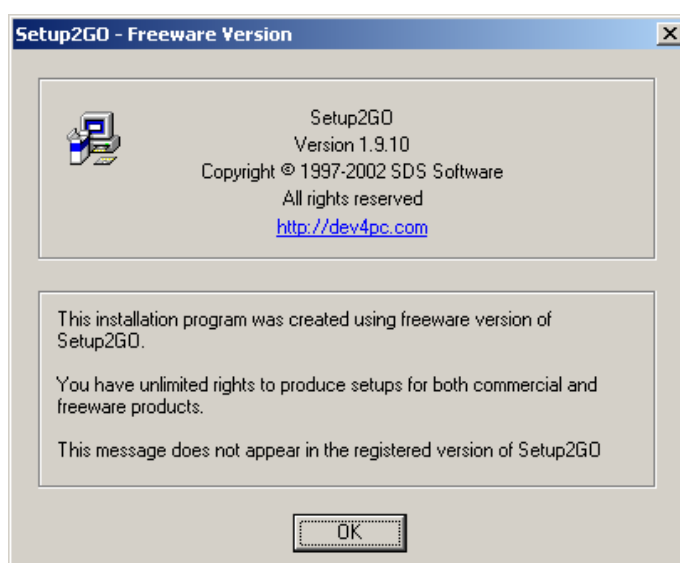 Setup2GO - Freeware Version
Setup2GO
Version 1.9.10
Copyright © 1997-2002 SDS Software
All rights reserved
http://dev4pc.com
This installation program was created using freeware version of
Setup2GO.
You have unlimited rights to produce setups for both commercial and
freeware products.
This message does not appear in the registered version of Setup2GO
OK